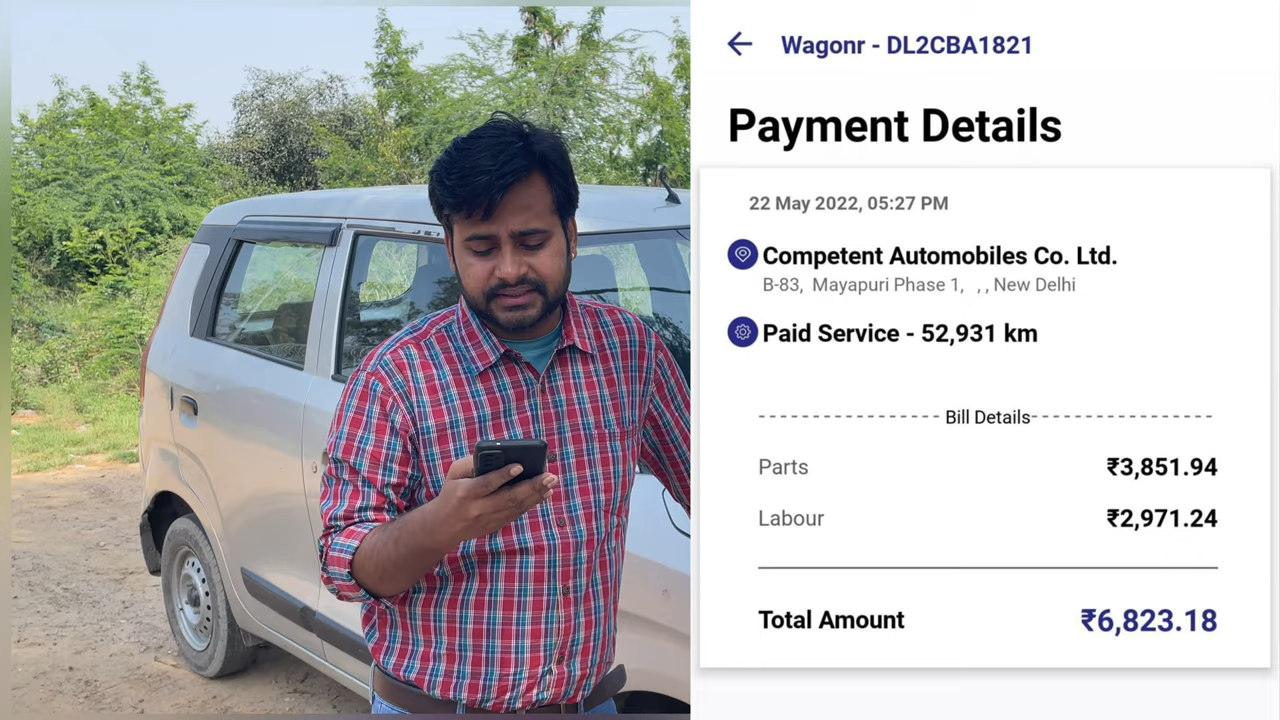 Wagonr - DL2CBA1821
Payment Details
22 May 2022, 05:27 PM
Competent Automobiles Co. Ltd.
B-83, Mayapuri Phase 1, , , New Delhi
Paid Service - 52,931 km
Bill Details
Parts ₹3,851.94
Labour ₹2,971.24
Total Amount ₹6,823.18